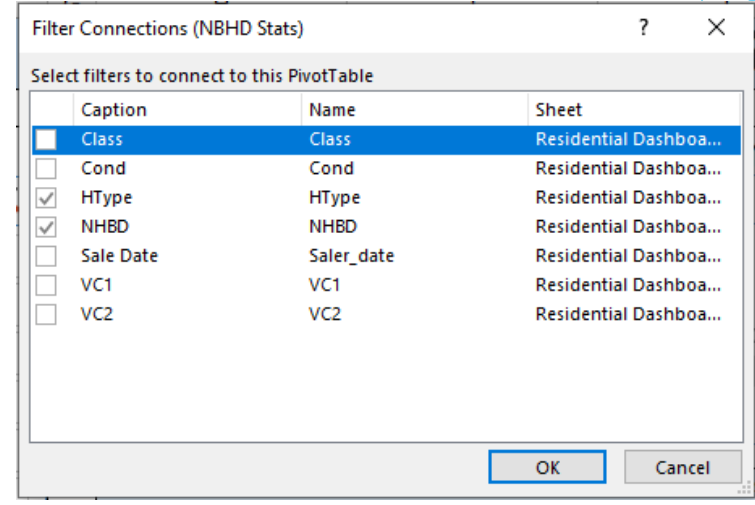 Filter Connections (NBHD Stats) ? ×
Select filters to connect to this PivotTable
Caption Name Sheet
Class Class Residential Dashboa...
Cond Cond Residential Dashboa...
HType HType Residential Dashboa...
NHBD NHBD Residential Dashboa...
Sale Date Saler_date Residential Dashboa...
VC1 VC1 Residential Dashboa...
VC2 VC2 Residential Dashboa...
OK Cancel